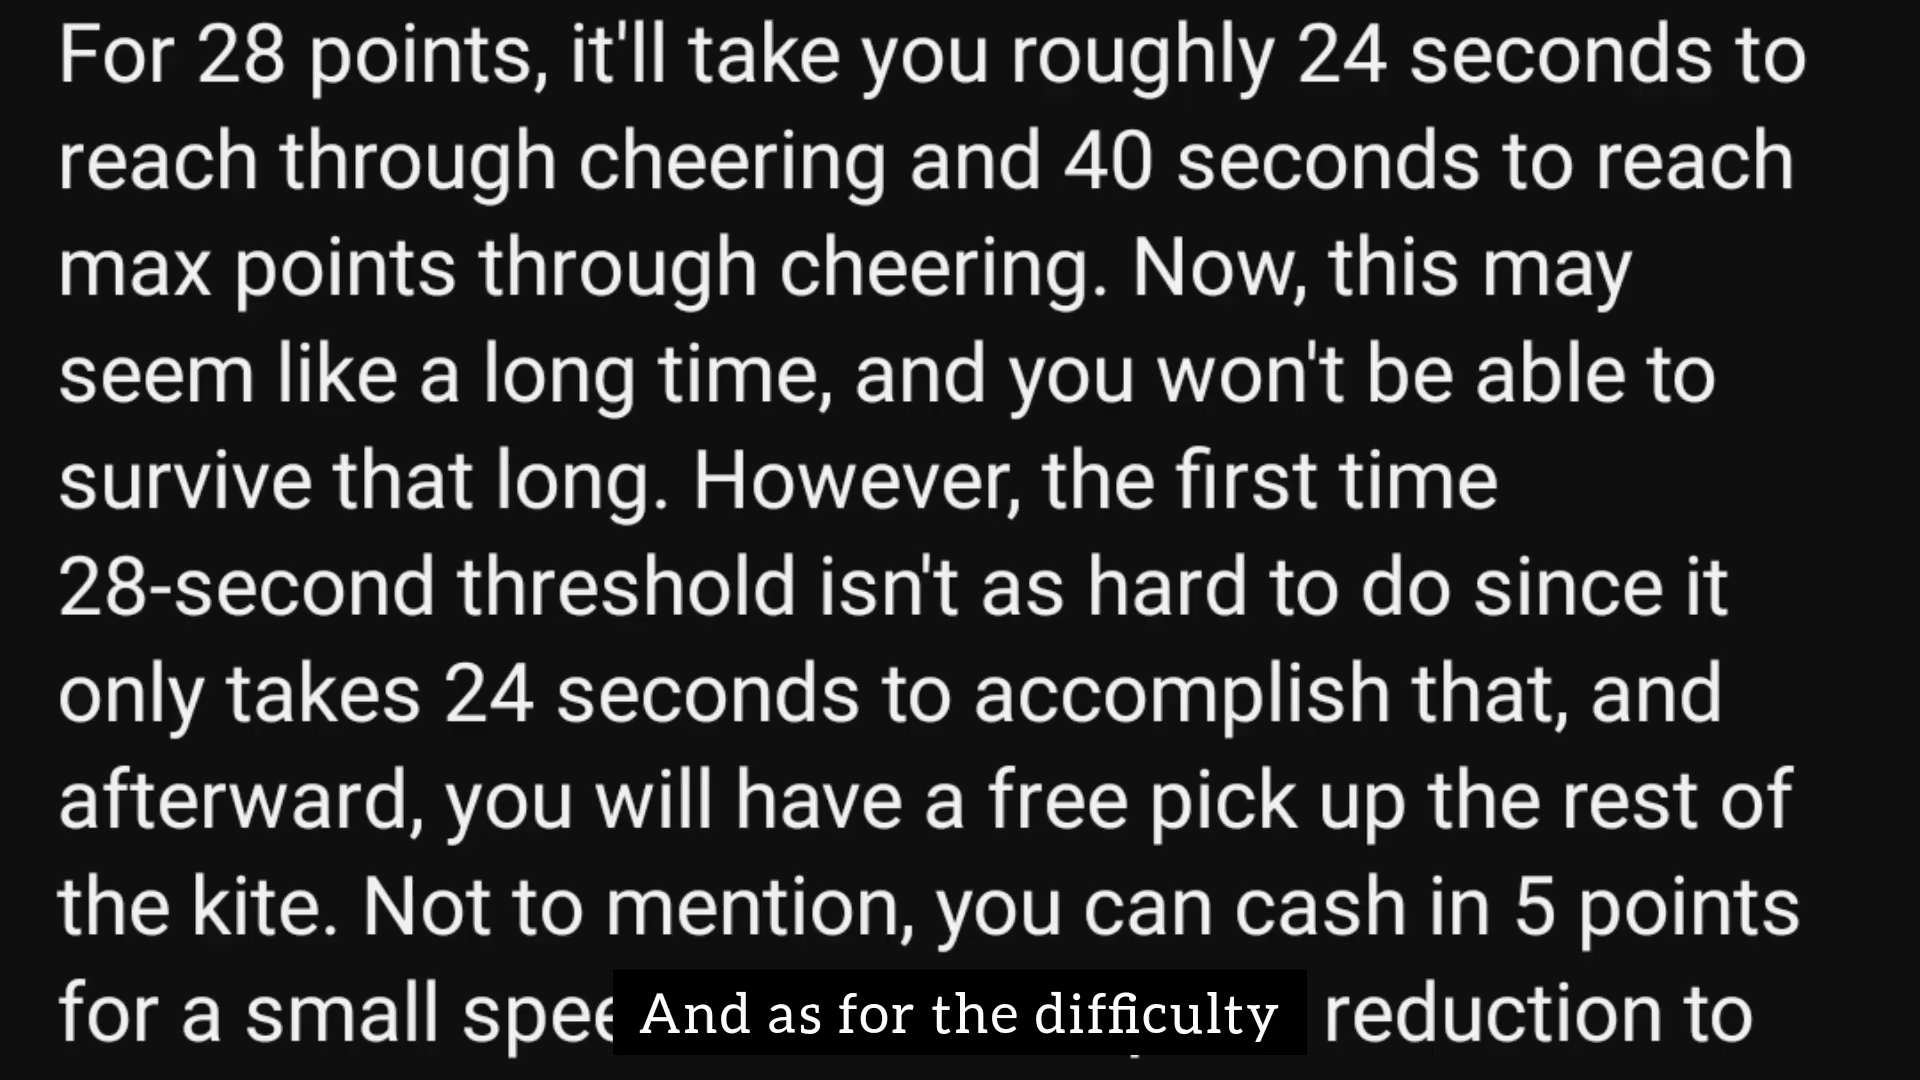 For 28 points, it'll take you roughly 24 seconds to
reach through cheering and 40 seconds to reach
max points through cheering. Now, this may
seem like a long time, and you won't be able to
survive that long. However, the first time
28-second threshold isn't as hard to do since it
only takes 24 seconds to accomplish that, and
afterward, you will have a free pick up the rest of
the kite. Not to mention, you can cash in 5 points
for a small reduction to
And as for the difficulty